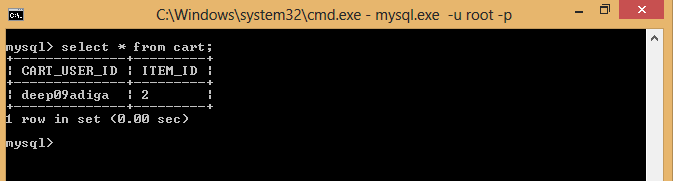 C:\Windows\system32\cmd.exe - mysql.exe -u root -p
mysql> select * from cart;
+--------------+---------+
| CART_USER_ID | ITEM_ID |
+--------------+---------+
| deep09adiga  | 2       |
+--------------+---------+
1 row in set (0.00 sec)
mysql>